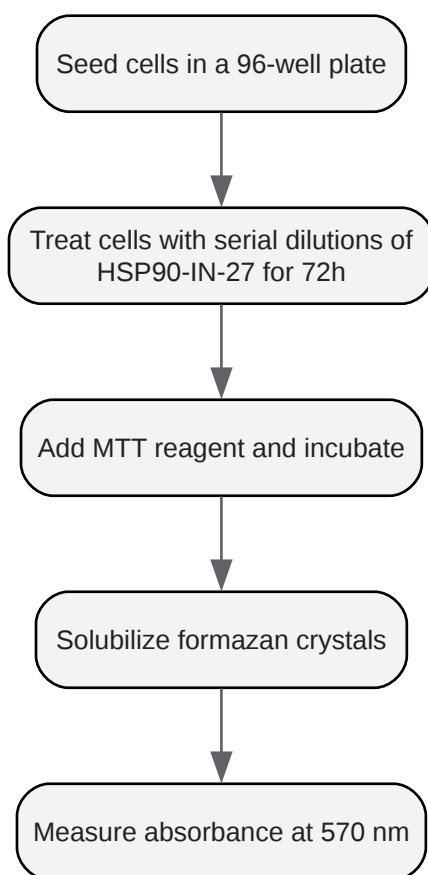 Seed cells in a 96-well plate
Treat cells with serial dilutions of
HSP90-IN-27 for 72h
Add MTT reagent and incubate
Solubilize formazan crystals
Measure absorbance at 570 nm